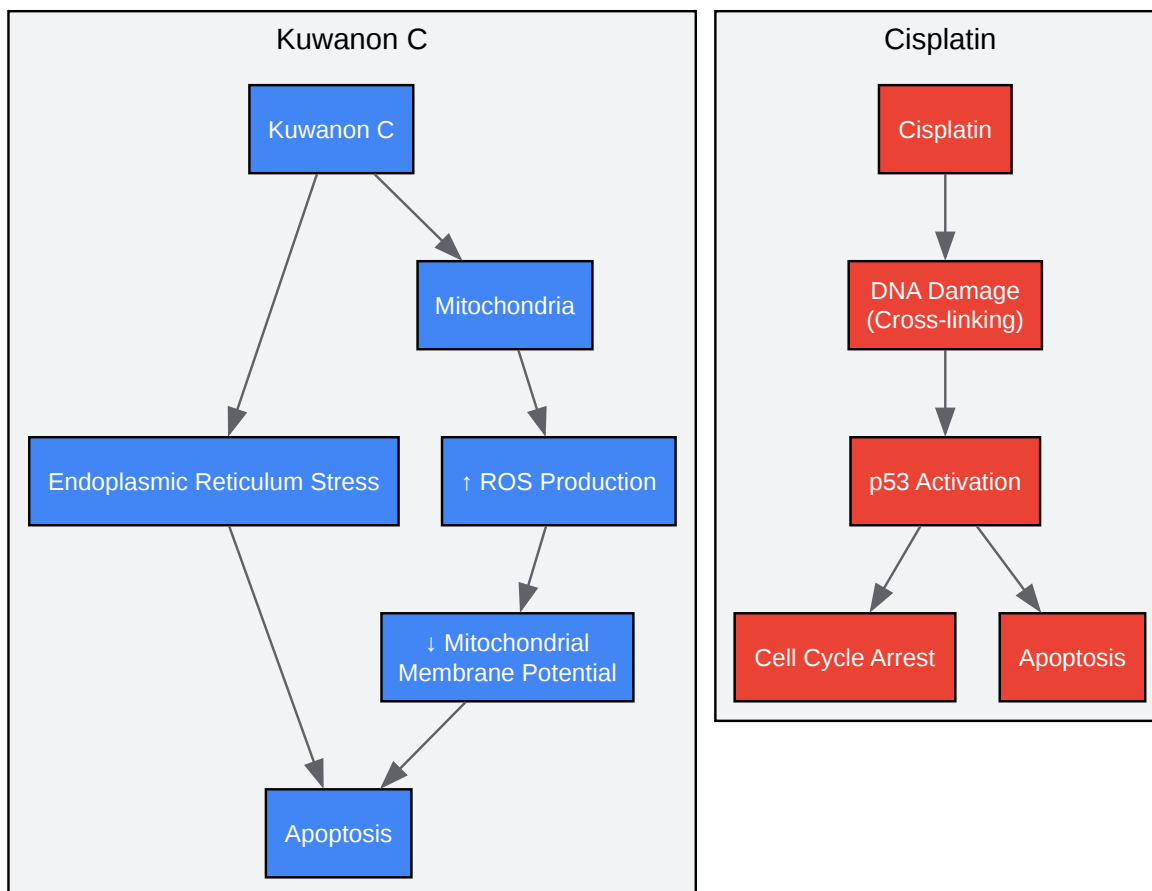 Kuwanon C
Kuwanon C
Mitochondria
Endoplasmic Reticulum Stress
↑ ROS Production
↓ Mitochondrial
Membrane Potential
Apoptosis
Cisplatin
Cisplatin
DNA Damage
(Cross-linking)
p53 Activation
Cell Cycle Arrest
Apoptosis